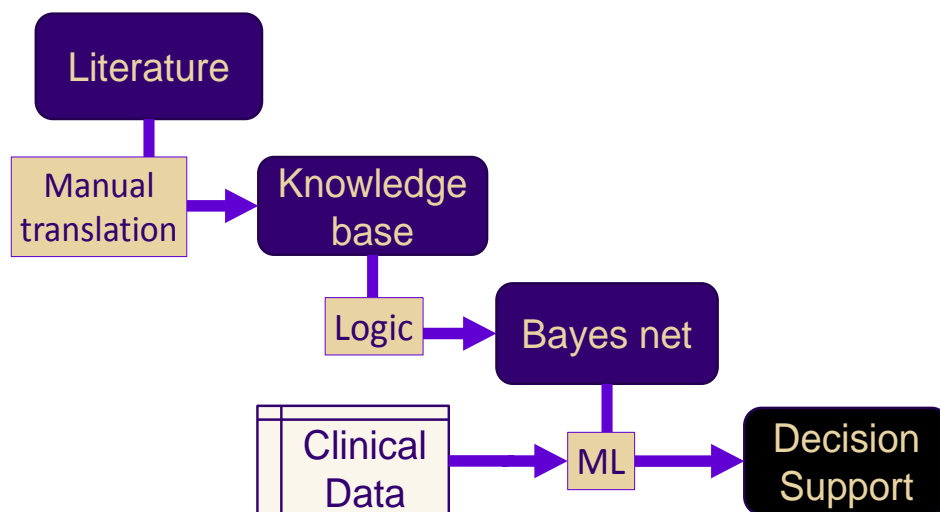 Literature
Manual
translation
Knowledge
base
Logic
Bayes net
Clinical
Data
ML
Decision
Support